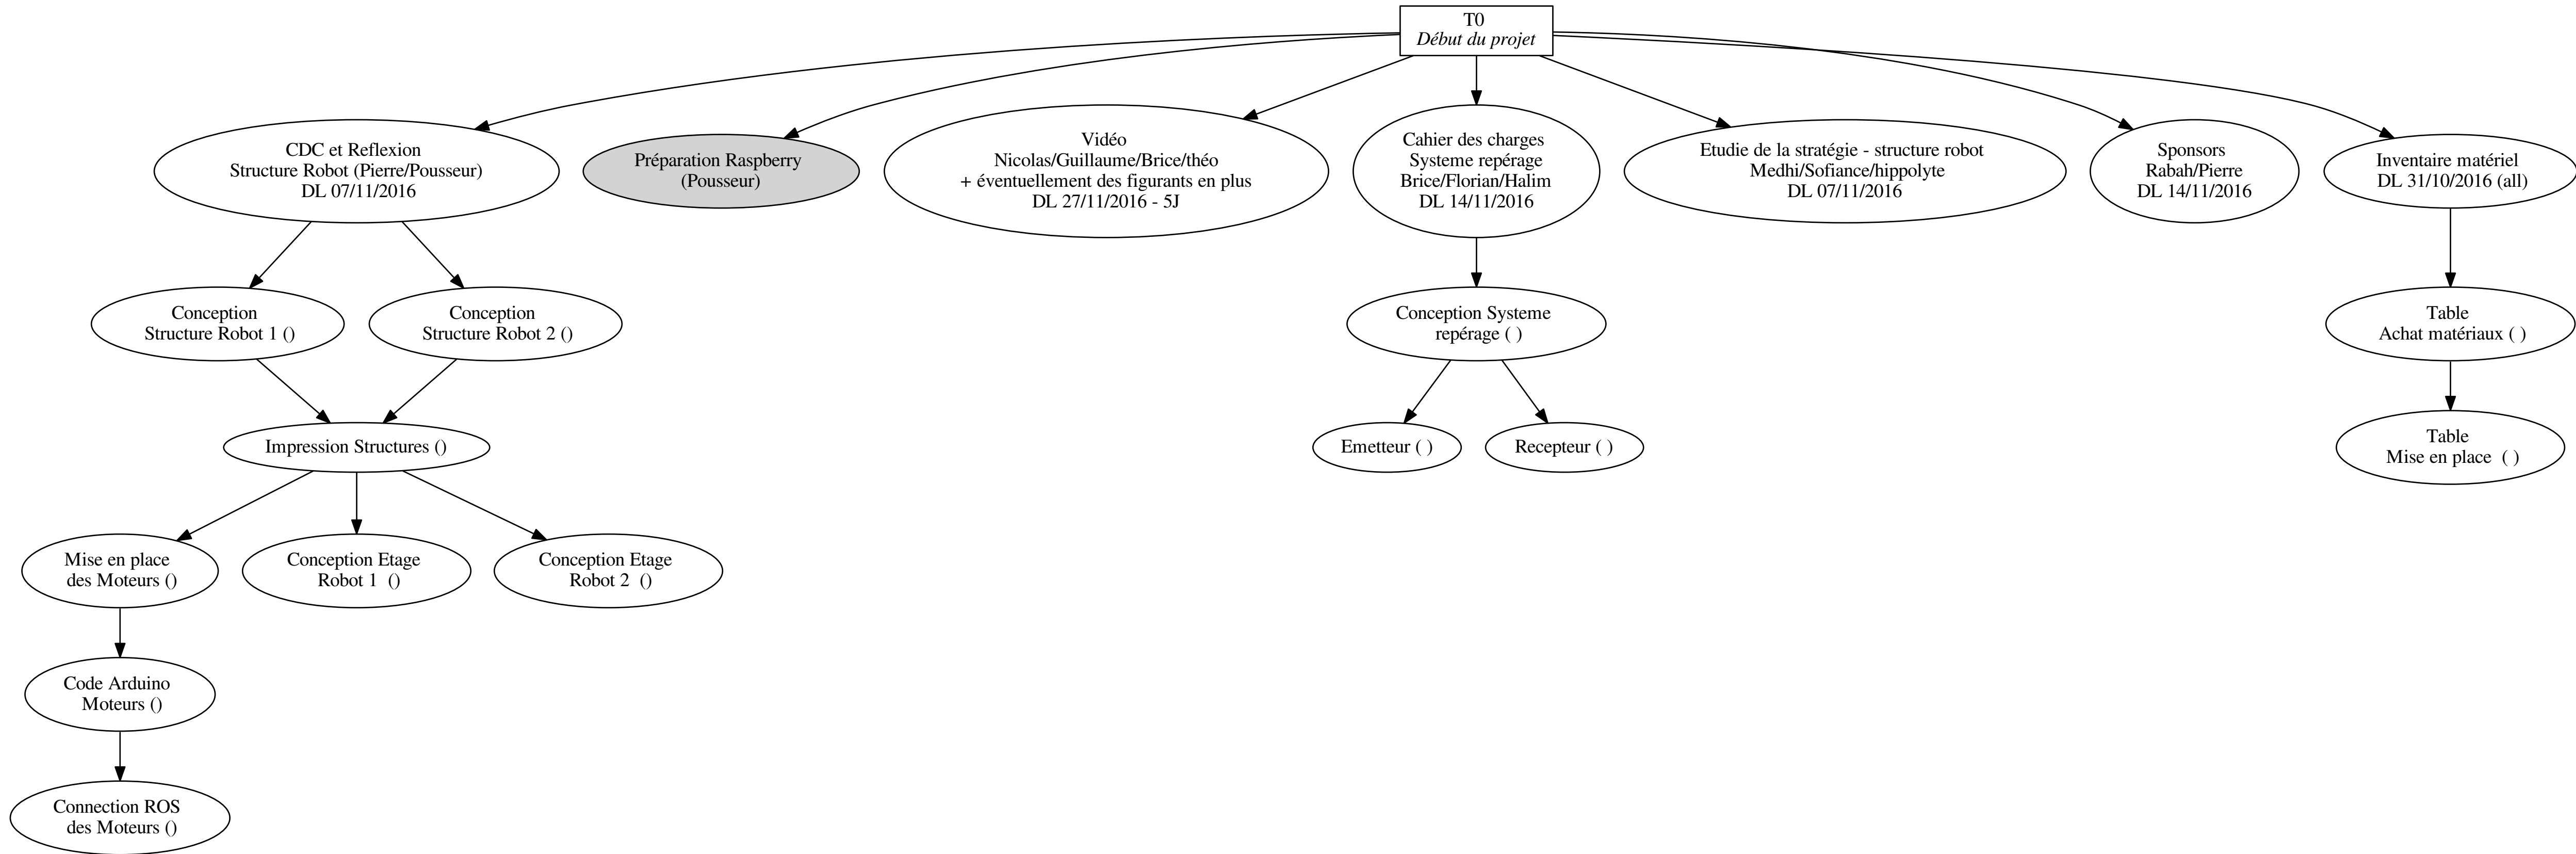 T0
Début du projet
CDC et Reflexion
Structure Robot (Pierre/Pousseur)
DL 07/11/2016
Préparation Raspberry
(Pousseur)
Vidéo
Nicolas/Guillaume/Brice/théo
+ éventuellement des figurants en plus
DL 27/11/2016 - 5J
Cahier des charges
Systeme repérage
Brice/Florian/Halim
DL 14/11/2016
Etudie de la stratégie - structure robot
Medhi/Sofiance/hippolyte
DL 07/11/2016
Sponsors
Rabah/Pierre
DL 14/11/2016
Inventaire matériel
DL 31/10/2016 (all)
Conception
Structure Robot 1 ()
Conception
Structure Robot 2 ()
Conception Systeme
repérage ( )
Table
Achat matériaux ( )
Impression Structures ()
Emetteur ( )
Recepteur ( )
Table
Mise en place  ( )
Mise en place
des Moteurs ()
Conception Etage
Robot 1  ()
Conception Etage
Robot 2  ()
Code Arduino
Moteurs ()
Connection ROS
des Moteurs ()